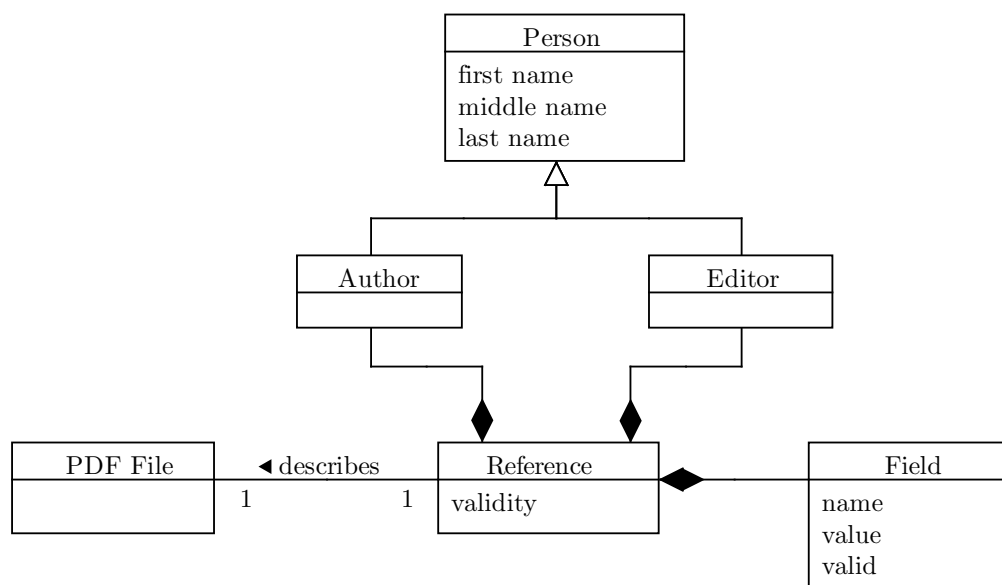 Person
first name
middle name
last name
Author
Editor
PDF File
◄ describes
1
1
Reference
validity
Field
name
value
valid